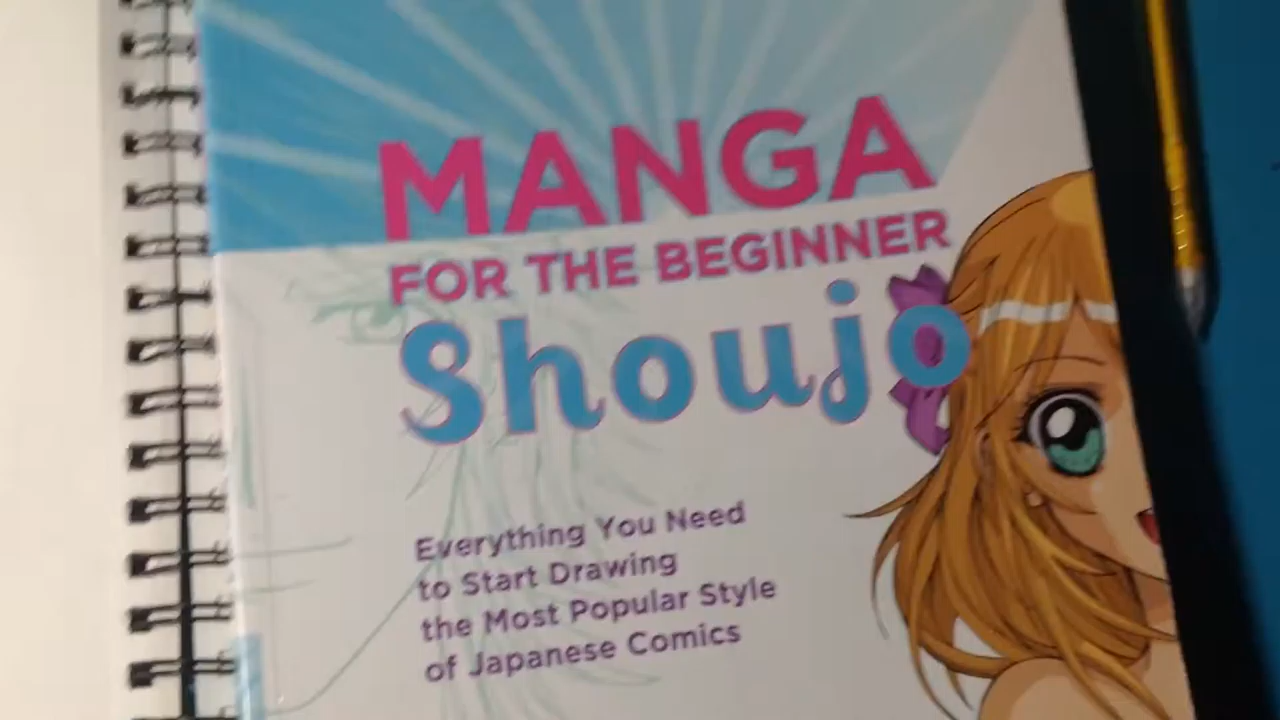 MANGA
FOR THE BEGINNER
Shoujo
Everything You Need
to Start Drawing
the Most Popular Style
of Japanese Comics